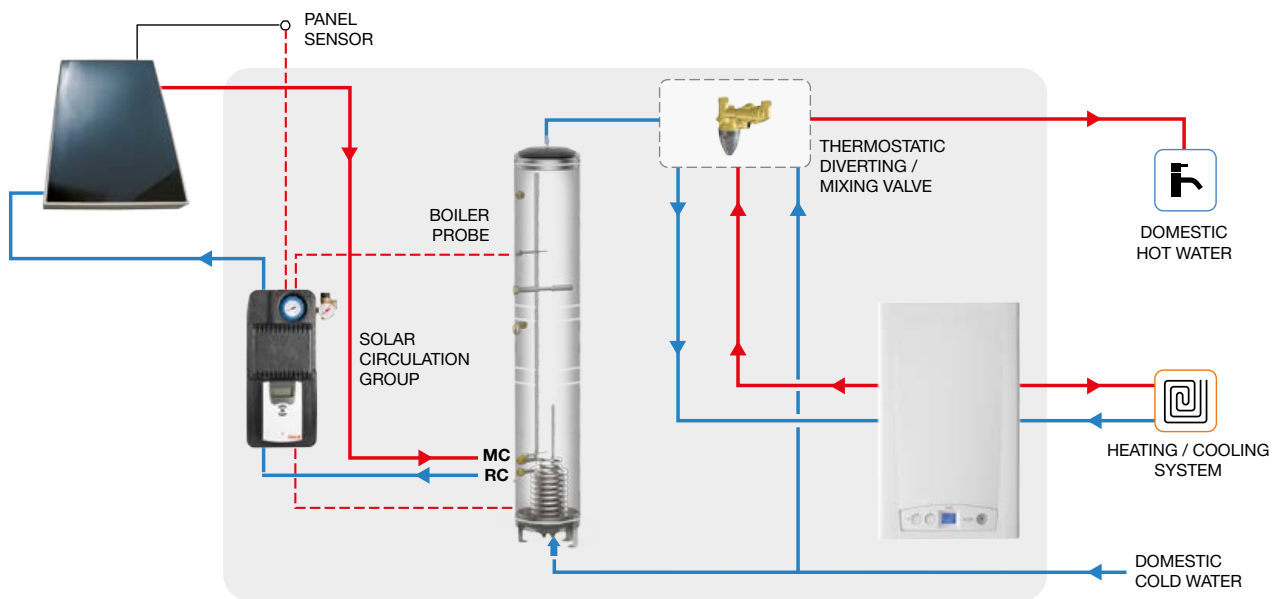 PANEL
SENSOR
THERMOSTATIC
DIVERTING /
MIXING VALVE
BOILER
PROBE
DOMESTIC
HOT WATER
SOLAR
CIRCULATION
GROUP
MC
RC
HEATING / COOLING
SYSTEM
DOMESTIC
COLD WATER